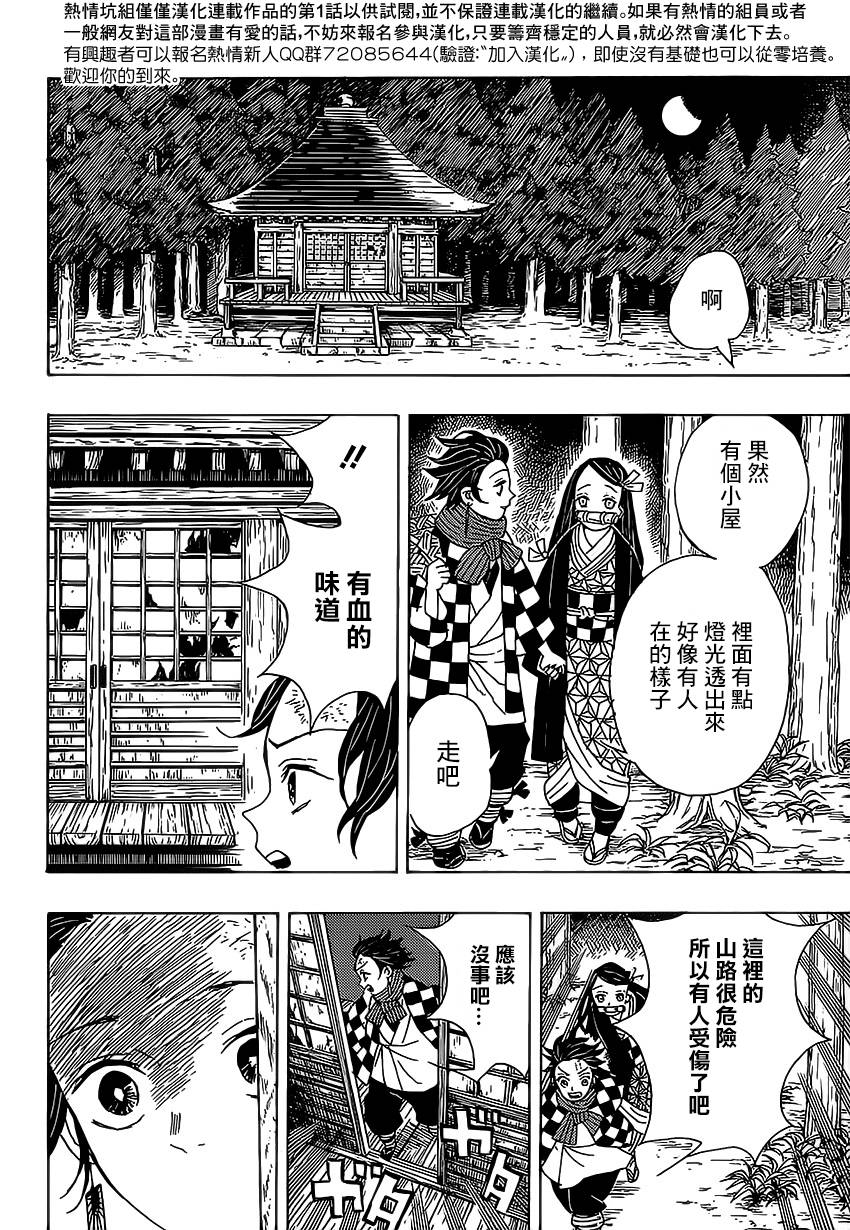 熱情坑組僅僅漢化連載作品的第1話以供試閱,並不保證連載漢化的繼續。如果有熱情的組員或者
一般網友對這部漫畫有愛的話,不妨來報名參與漢化,只要籌齊穩定的人員,就必然會漢化下去。
有興趣者可以報名熱情新人QQ群72085644(驗證:〝加入漢化〞)，即使沒有基礎也可以從零培養。
歡迎你的到來。
啊
果然
有個小屋
裡面有點
燈光透出來
好像有人
在的樣子
走吧
!!
有血的
味道
這裡的
山路很危險
所以有人受傷了吧
應該
沒事吧…
ガタ
ガタ